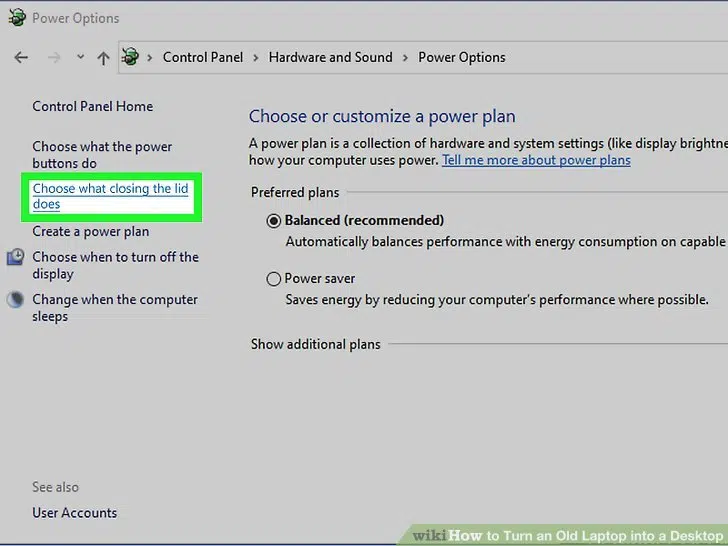 Power Options
Control Panel > Hardware and Sound > Power Options
Control Panel Home
Choose what the power
buttons do
Choose what closing the lid
does
Create a power plan
Choose when to turn off the
display
Change when the computer
sleeps
See also
User Accounts
Choose or customize a power plan
A power plan is a collection of hardware and system settings (like display brightne
how your computer uses power. Tell me more about power plans
Preferred plans
Balanced (recommended)
Automatically balances performance with energy consumption on capable
Power saver
Saves energy by reducing your computer's performance where possible.
Show additional plans
wikiHow to Turn an Old Laptop into a Desktop